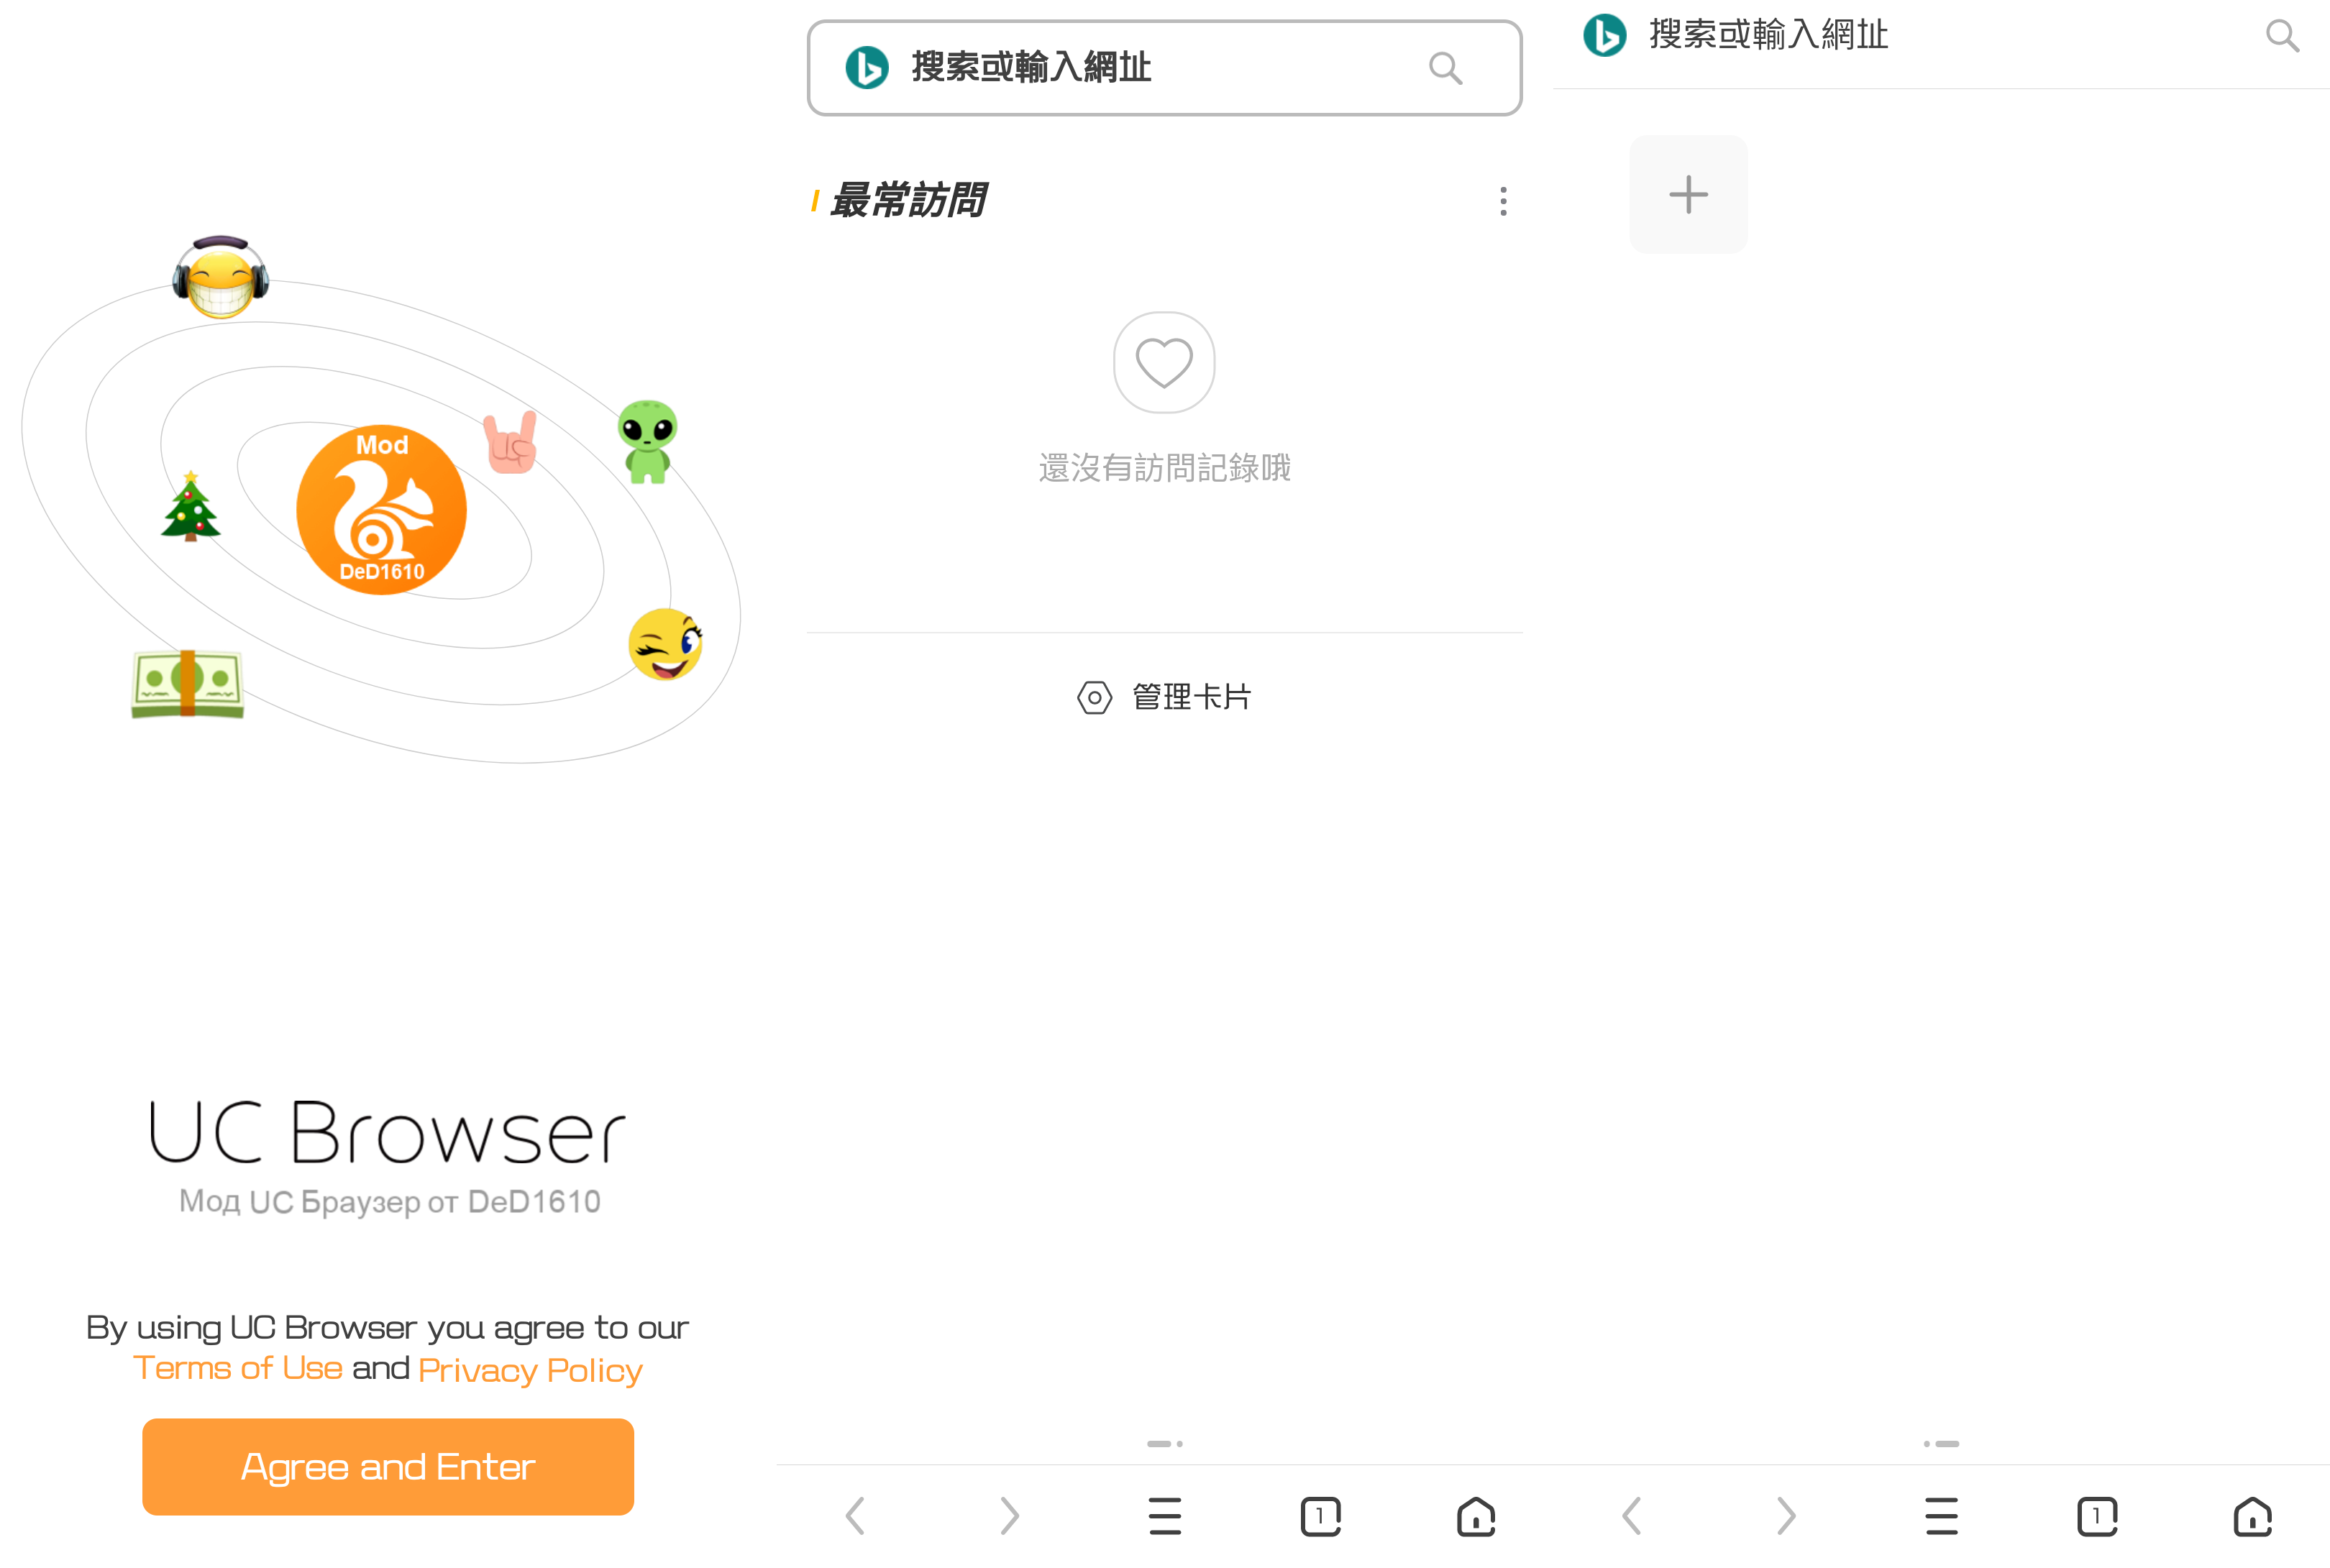 Mod
DeD1610
UC Browser
Мод UC Браузер от DeD1610
By using UC Browser you agree to our
Terms of Use and Privacy Policy
Agree and Enter
搜索或輸入網址
最常訪問
還沒有訪問記錄哦
管理卡片
1
搜索或輸入網址
1